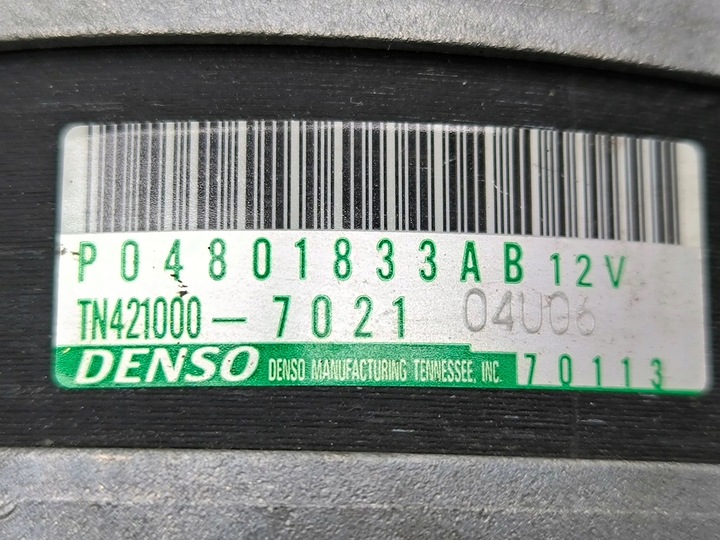 P04801833AB 12V
TN421000-7021 04U06
DENSO DENSO MANUFACTURING TENNESSEE, INC. 70113